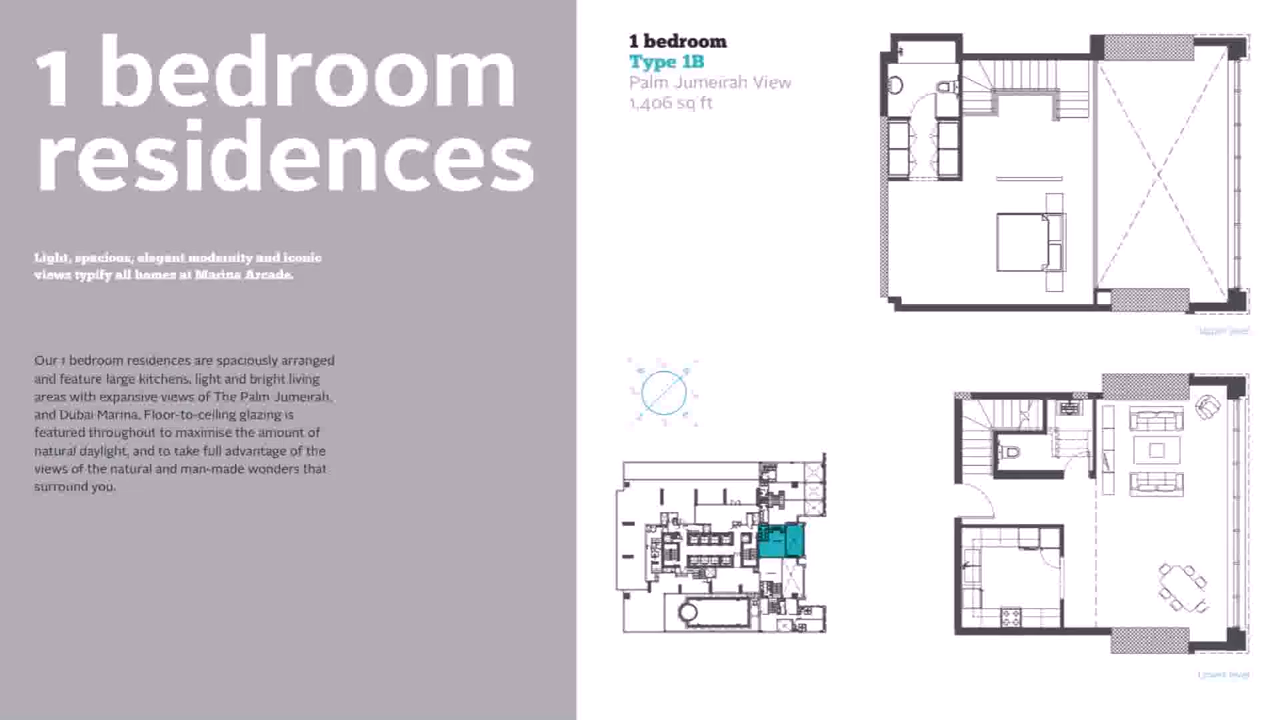 1 bedroom
residences
Light, spacious, elegant modernity and iconic
views typify all homes at Marina Arcade.
Our 1 bedroom residences are spaciously arranged
and feature large kitchens, light and bright living
areas with expansive views of The Palm Jumeirah,
and Dubai Marina. Floor-to-ceiling glazing is
featured throughout to maximise the amount of
natural daylight, and to take full advantage of the
views of the natural and man-made wonders that
surround you.
1 bedroom
Type 1B
Palm Jumeirah View
1,406 sq ft
Upper level
Lower level